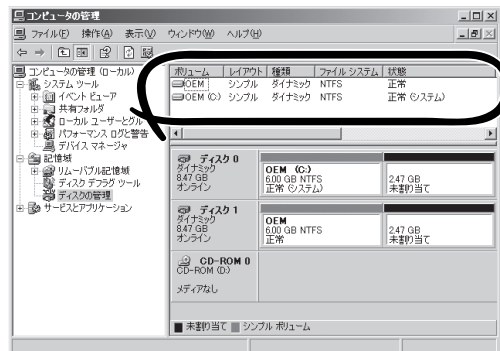 コンピュータの管理
ファイル(F) 操作(A) 表示(V) ウィンドウ(W) ヘルプ(H)
コンピュータの管理 (ローカル)
システム ツール
イベント ビューア
共有フォルダ
ローカル ユーザーとグル
パフォーマンス ログと警告
デバイス マネージャ
記憶域
リムーバブル記憶域
ディスク デフラグ ツール
ディスクの管理
サービスとアプリケーション
ボリューム レイアウト 種類 ファイル システム 状態
OEM シンプル ダイナミック NTFS 正常
OEM (C:) シンプル ダイナミック NTFS 正常 (システム)
ディスク 0
ダイナミック
8.47 GB
オンライン
OEM (C:)
6.00 GB NTFS
正常 (システム)
2.47 GB
未割り当て
ディスク 1
ダイナミック
8.47 GB
オンライン
OEM
6.00 GB NTFS
正常
2.47 GB
未割り当て
CD-ROM 0
CD-ROM (D:)
メディアなし
未割り当て シンプル ボリューム